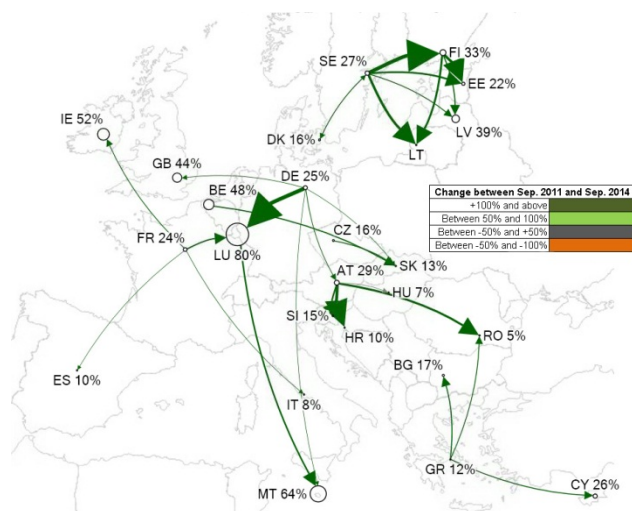 FI 33%
SE 27%
EE 22%
IE 52%
LV 39%
DK 16%
LT
GB 44%
DE 25%
BE 48%
Change between Sep. 2011 and Sep. 2014
+100% and above
Between 50% and 100%
Between -50% and +50%
Between -50% and -100%
CZ 16%
FR 24%
LU 80%
SK 13%
AT 29%
HU 7%
SI 15%
HR 10%
RO 5%
BG 17%
ES 10%
IT 8%
GR 12%
CY 26%
MT 64%